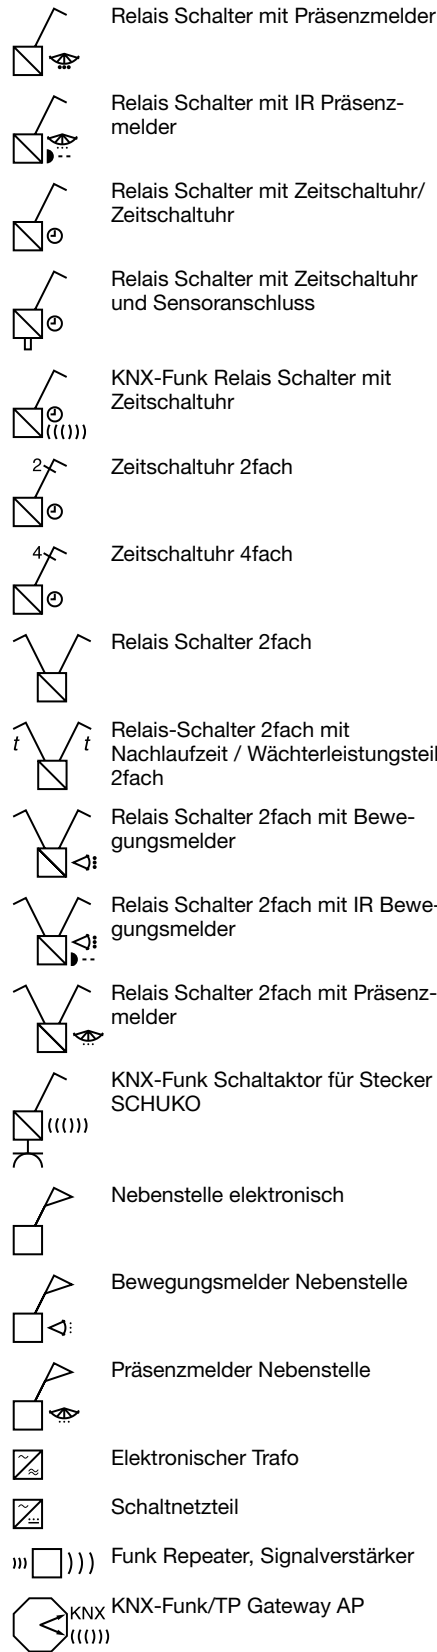 Relais Schalter mit Präsenzmelder
Relais Schalter mit IR Präsenz-
melder
Relais Schalter mit Zeitschaltuhr/
Zeitschaltuhr
Relais Schalter mit Zeitschaltuhr
und Sensoranschluss
KNX-Funk Relais Schalter mit
Zeitschaltuhr
2 Zeitschaltuhr 2fach
4 Zeitschaltuhr 4fach
Relais Schalter 2fach
t t Relais-Schalter 2fach mit
Nachlaufzeit / Wächterleistungsteil
2fach
Relais Schalter 2fach mit Bewe-
gungsmelder
Relais Schalter 2fach mit IR Bewe-
gungsmelder
Relais Schalter 2fach mit Präsenz-
melder
KNX-Funk Schaltaktor für Stecker
SCHUKO
Nebenstelle elektronisch
Bewegungsmelder Nebenstelle
Präsenzmelder Nebenstelle
Elektronischer Trafo
Schaltnetzteil
Funk Repeater, Signalverstärker
KNX KNX-Funk/TP Gateway AP